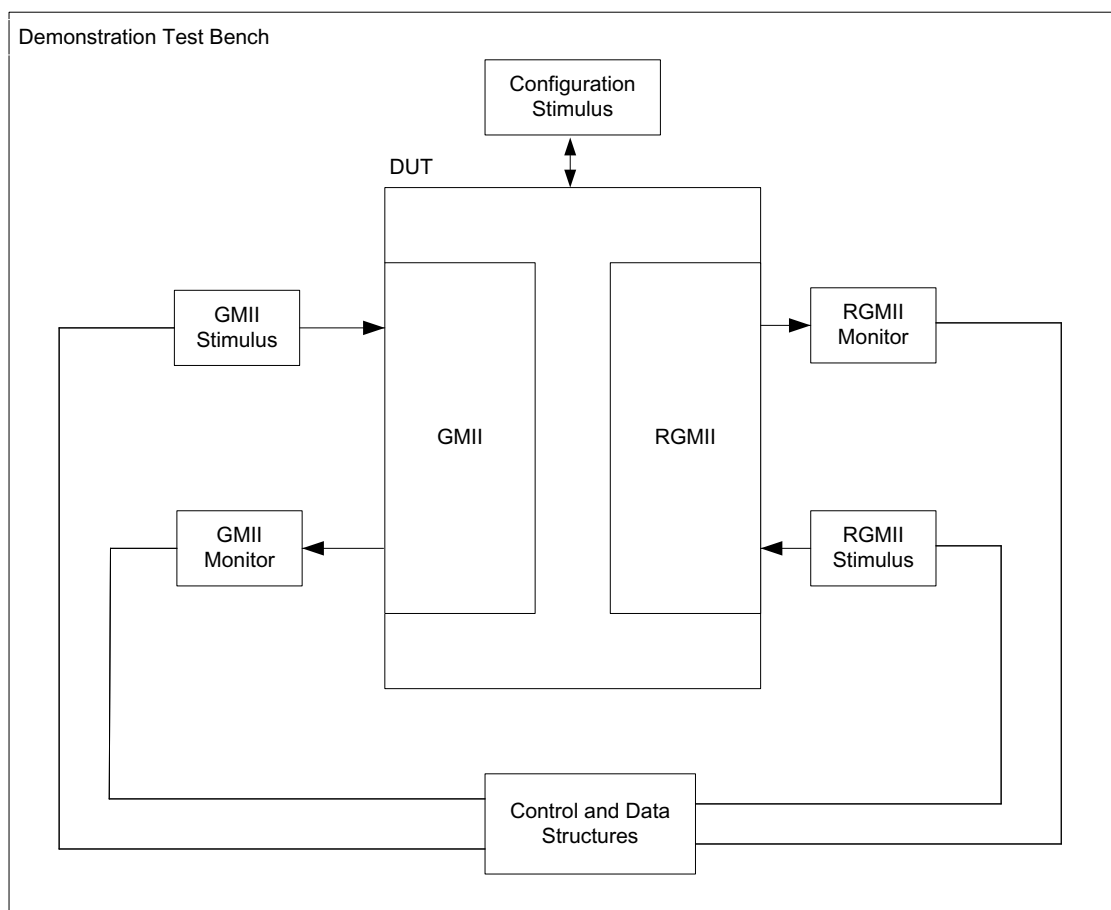 Demonstration Test Bench
Configuration
Stimulus
DUT
GMII
Stimulus
RGMII
Monitor
GMII
RGMII
GMII
Monitor
RGMII
Stimulus
Control and Data
Structures